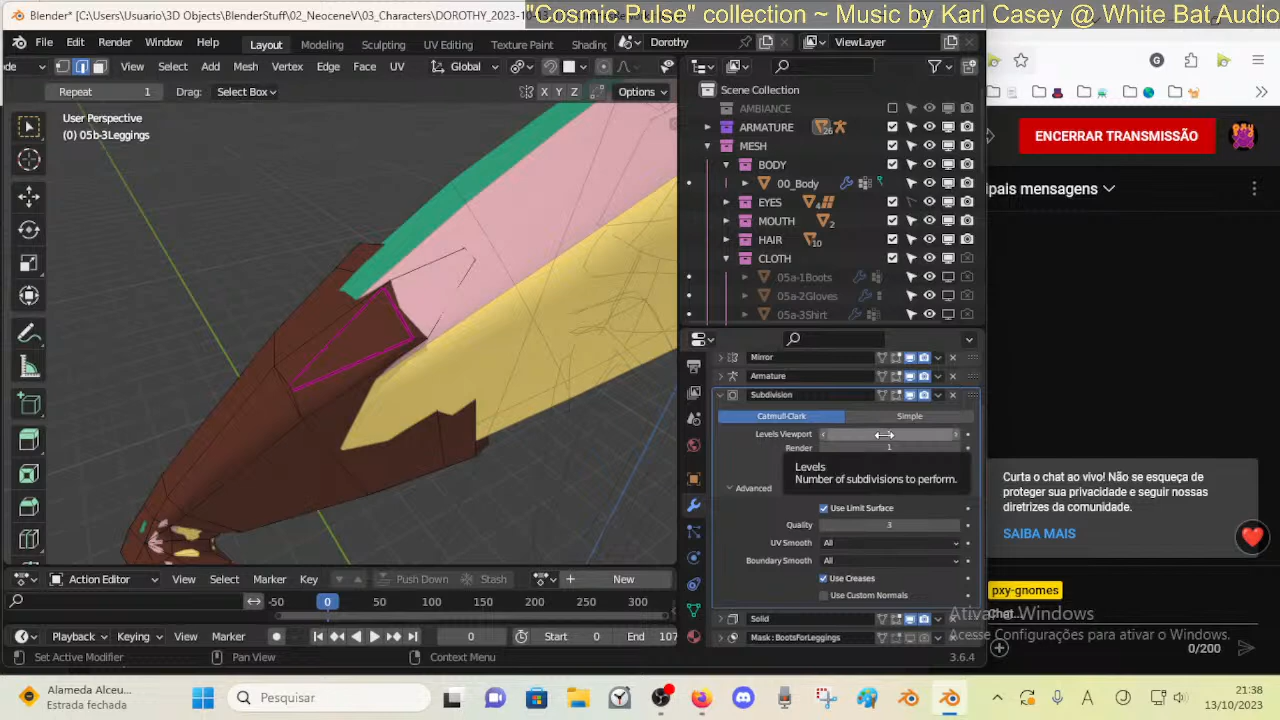 "Cosmic Pulse" collection ~ Music by Karl Casey @ White Bat Audio
Blender* [C:\Users\Usuario\3D Objects\BlenderStuff\02_NeoceneV\03_Characters\DOROTHY_2023-10-
File Edit Render Window Help
Layout Modeling Sculpting UV Editing Texture Paint Shading
Dorothy ViewLayer
de View Select Add Mesh Vertex Edge Face UV Global
Repeat 1 Drag: Select Box X Y Z Options
User Perspective
(0) 05b-3Leggings
Scene Collection
AMBIANCE
ARMATURE 26
MESH
BODY
00_Body
EYES 4
MOUTH 2
HAIR 10
CLOTH
05a-1Boots
05a-2Gloves
05a-3Shirt
Mirror
Armature
Subdivision
Catmull-Clark Simple
Levels Viewport
Render 1
Levels
Number of subdivisions to perform.
Advanced
Use Limit Surface
Quality 3
UV Smooth All
Boundary Smooth All
Use Creases
Use Custom Normals
Solid
Mask : BootsForLeggings
Action Editor View Select Marker Key Push Down Stash New
-50 0 50 100 150 200 250 300
Playback Keying View Marker 0 Start 0 End 107
Set Active Modifier Pan View Context Menu 3.6.4
G
ENCERRAR TRANSMISSÃO
ipais mensagens
Curta o chat ao vivo! Não se esqueça de
proteger sua privacidade e seguir nossas
diretrizes da comunidade.
SAIBA MAIS
pxy-gnomes
Chat...
Ativar o Windows
Acesse Configurações para ativar o Windows.
0/200
Alameda Alceu...
Estrada fechada
Pesquisar
21:38
13/10/2023